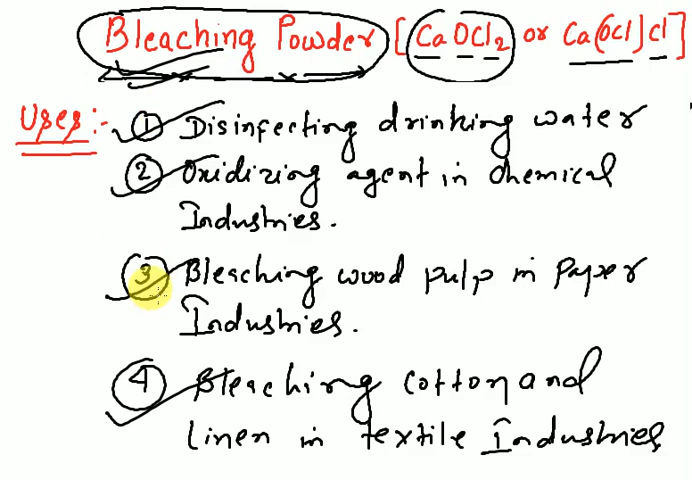 Bleaching Powder [CaOCl2 or Ca(OCl)Cl]
Uses:-
① Disinfecting drinking water
② Oxidizing agent in chemical
Industries.
③ Bleaching wood pulp in Paper
Industries.
④ Bleaching cotton and
Linen in textile Industries